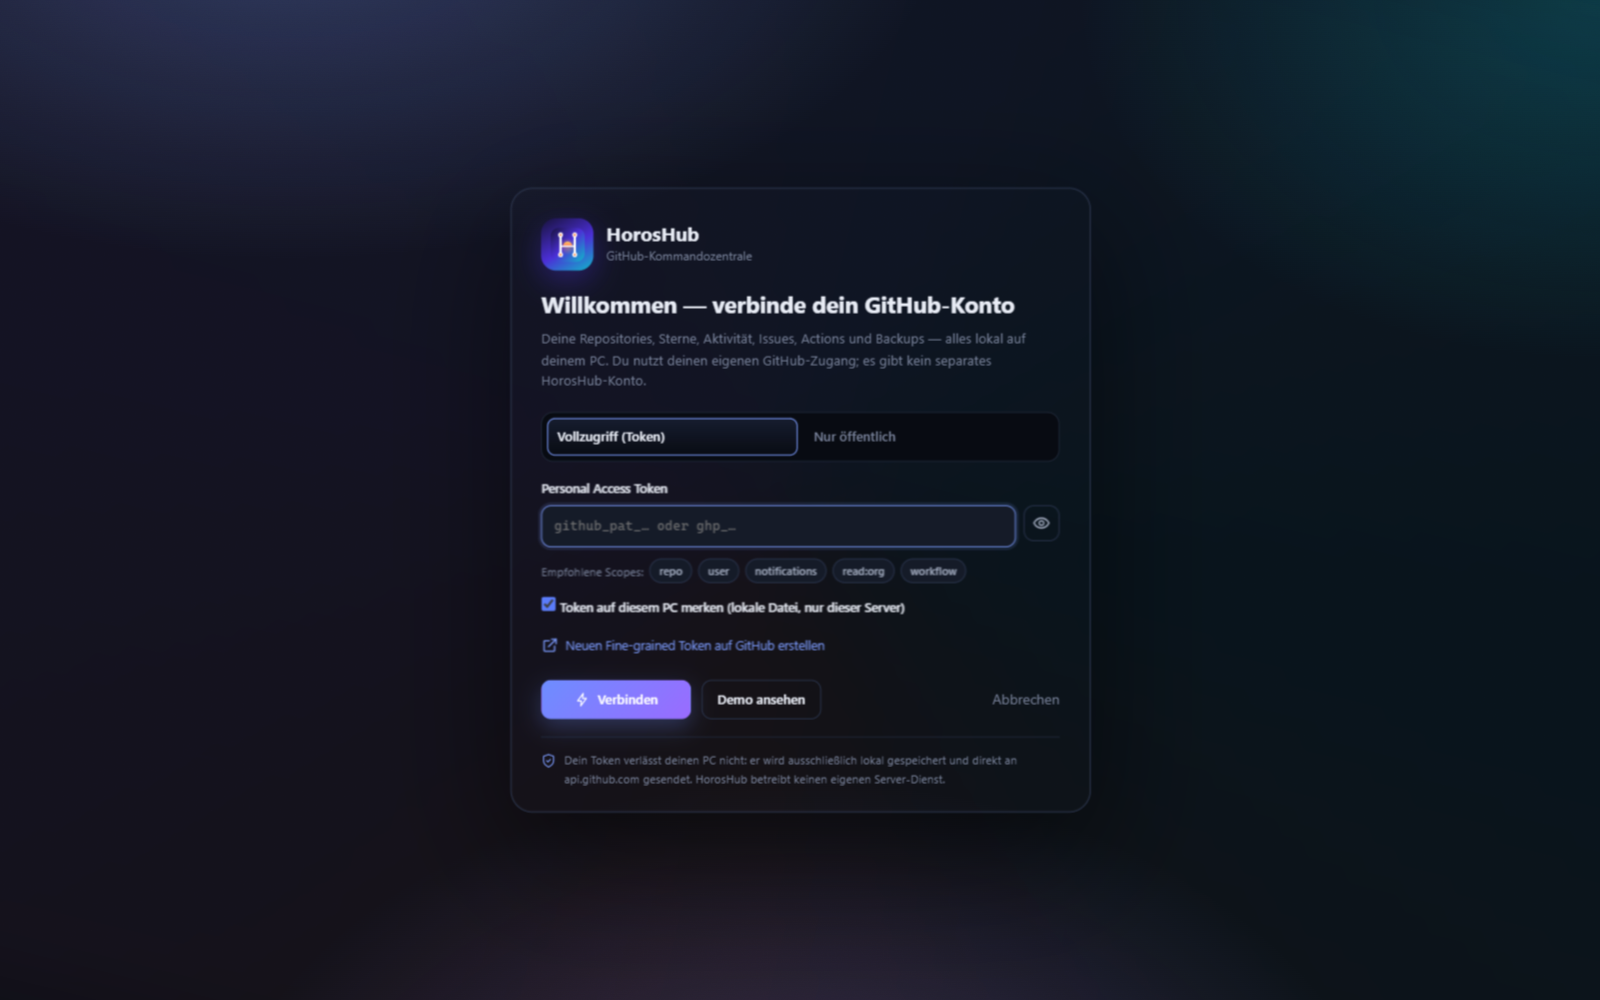 HorosHub
GitHub-Kommandozentrale
Willkommen — verbinde dein GitHub-Konto
Deine Repositories, Sterne, Aktivität, Issues, Actions und Backups — alles lokal auf
deinem PC. Du nutzt deinen eigenen GitHub-Zugang; es gibt kein separates
HorosHub-Konto.
Vollzugriff (Token)
Nur öffentlich
Personal Access Token
github_pat_… oder ghp_…
Empfohlene Scopes: repo user notifications read:org workflow
Token auf diesem PC merken (lokale Datei, nur dieser Server)
Neuen Fine-grained Token auf GitHub erstellen
Verbinden
Demo ansehen
Abbrechen
Dein Token verlässt deinen PC nicht: er wird ausschließlich lokal gespeichert und direkt an
api.github.com gesendet. HorosHub betreibt keinen eigenen Server-Dienst.